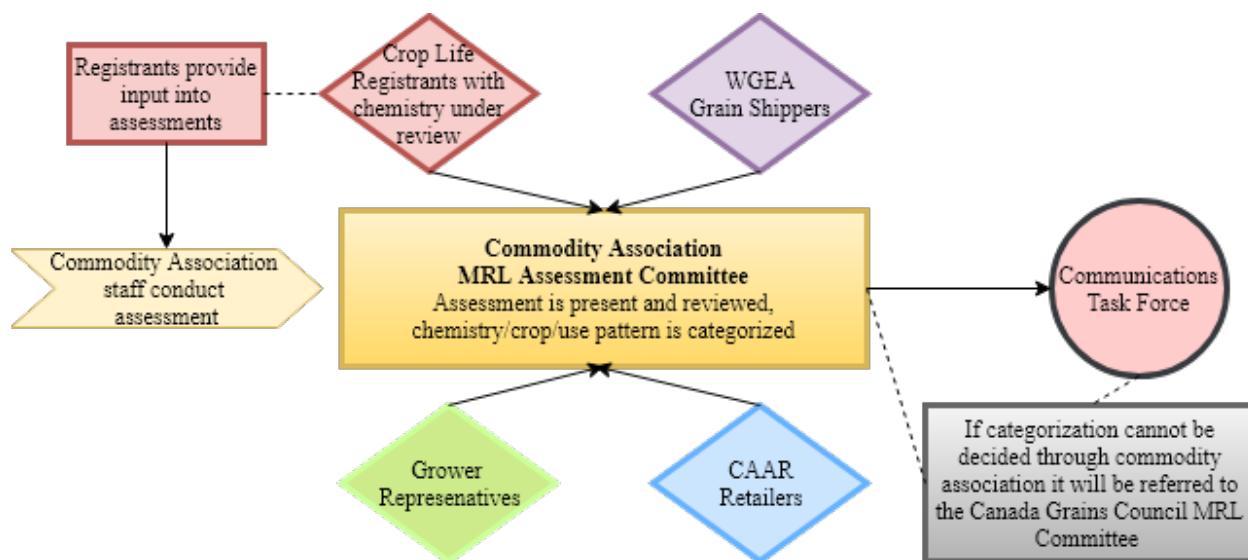 Registrants provide
input into
assessments
Crop Life
Registrants with
chemistry under
review
WGEA
Grain Shippers
Commodity Association
staff conduct
assessment
Commodity Association
MRL Assessment Committee
Assessment is present and reviewed,
chemistry/crop/use pattern is categorized
Communications
Task Force
Grower
Represenatives
CAAR
Retailers
If categorization cannot be
decided through commodity
association it will be referred to
the Canada Grains Council MRL
Committee